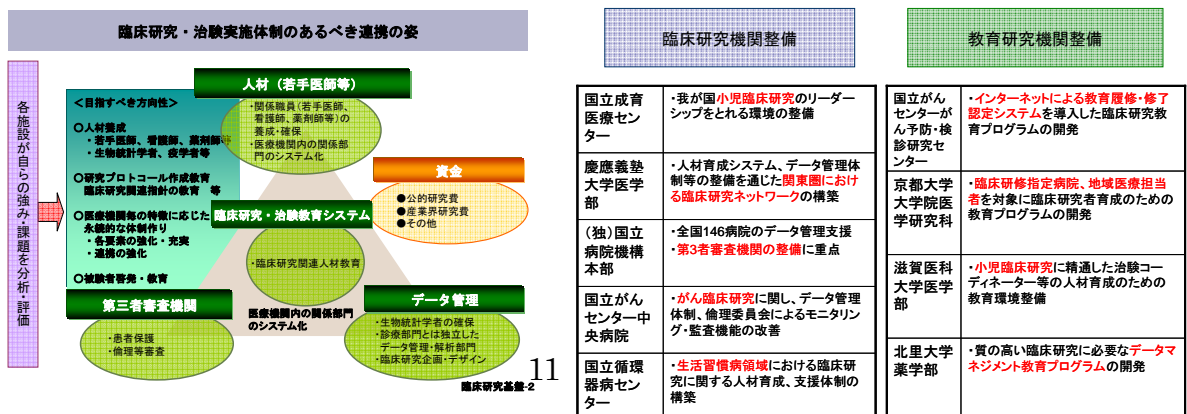 臨床研究・治験実施体制のあるべき連携の姿
各施設が自らの強み・課題を分析・評価
＜目指すべき方向性＞
○人材養成
・若手医師、看護師、薬剤師等
・生物統計学者、疫学者等
○研究プロトコール作成教育
臨床研究関連指針の教育　等
○医療機関毎の特徴に応じた
永続的な体制作り
・各要素の強化・充実
・連携の強化
○被験者啓発・教育
人材（若手医師等）
・関係職員（若手医師、
看護師、薬剤師等）の
養成・確保
・医療機関内の関係部
門のシステム化
資金
●公的研究費
●産業界研究費
●その他
臨床研究・治験教育システム
・臨床研究関連人材教育
第三者審査機関
・患者保護
・倫理等審査
医療機関内の関係部門
のシステム化
データ管理
・生物統計学者の確保
・診療部門とは独立した
データ管理・解析部門
・臨床研究企画・デザイン
臨床研究基盤-2
11
臨床研究機関整備
国立成育
医療セン
ター
・我が国小児臨床研究のリーダー
シップをとれる環境の整備
慶應義塾
大学医学
部
・人材育成システム、データ管理体
制等の整備を通じた関東圏におけ
る臨床研究ネットワークの構築
（独）国立
病院機構
本部
・全国146病院のデータ管理支援
・第3者審査機関の整備に重点
国立がん
センター中
央病院
・がん臨床研究に関し、データ管理
体制、倫理委員会によるモニタリン
グ・監査機能の改善
国立循環
器病セン
ター
・生活習慣病領域における臨床研
究に関する人材育成、支援体制の
構築
教育研究機関整備
国立がん
センターが
ん予防・検
診研究セ
ンター
・インターネットによる教育履修・修了
認定システムを導入した臨床研究教
育プログラムの開発
京都大学
大学院医
学研究科
・臨床研修指定病院、地域医療担当
者を対象に臨床研究者育成のための
教育プログラムの開発
滋賀医科
大学医学
部
・小児臨床研究に精通した治験コー
ディネーター等の人材育成のための
教育環境整備
北里大学
薬学部
・質の高い臨床研究に必要なデータマ
ネジメント教育プログラムの開発